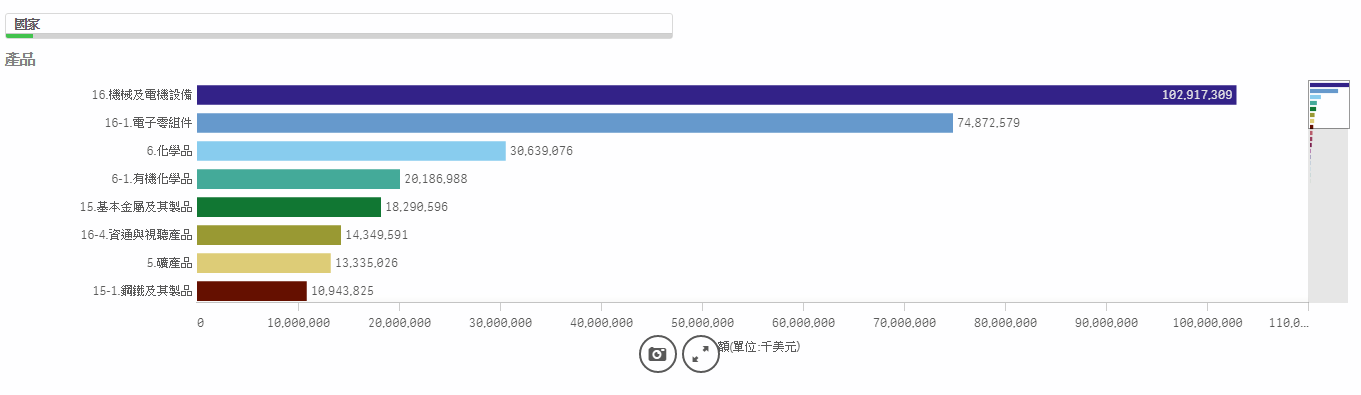 國家
產品
16.機械及電機設備 102,917,309
16-1.電子零組件 74,872,579
6.化學品 30,639,076
6-1.有機化學品 20,186,988
15.基本金屬及其製品 18,290,596
16-4.資通與視聽產品 14,349,591
5.礦產品 13,335,026
15-1.鋼鐵及其製品 10,943,825
0 10,000,000 20,000,000 30,000,000 40,000,000 50,000,000 60,000,000 70,000,000 80,000,000 90,000,000 100,000,000 110,0...
額(單位:千美元)